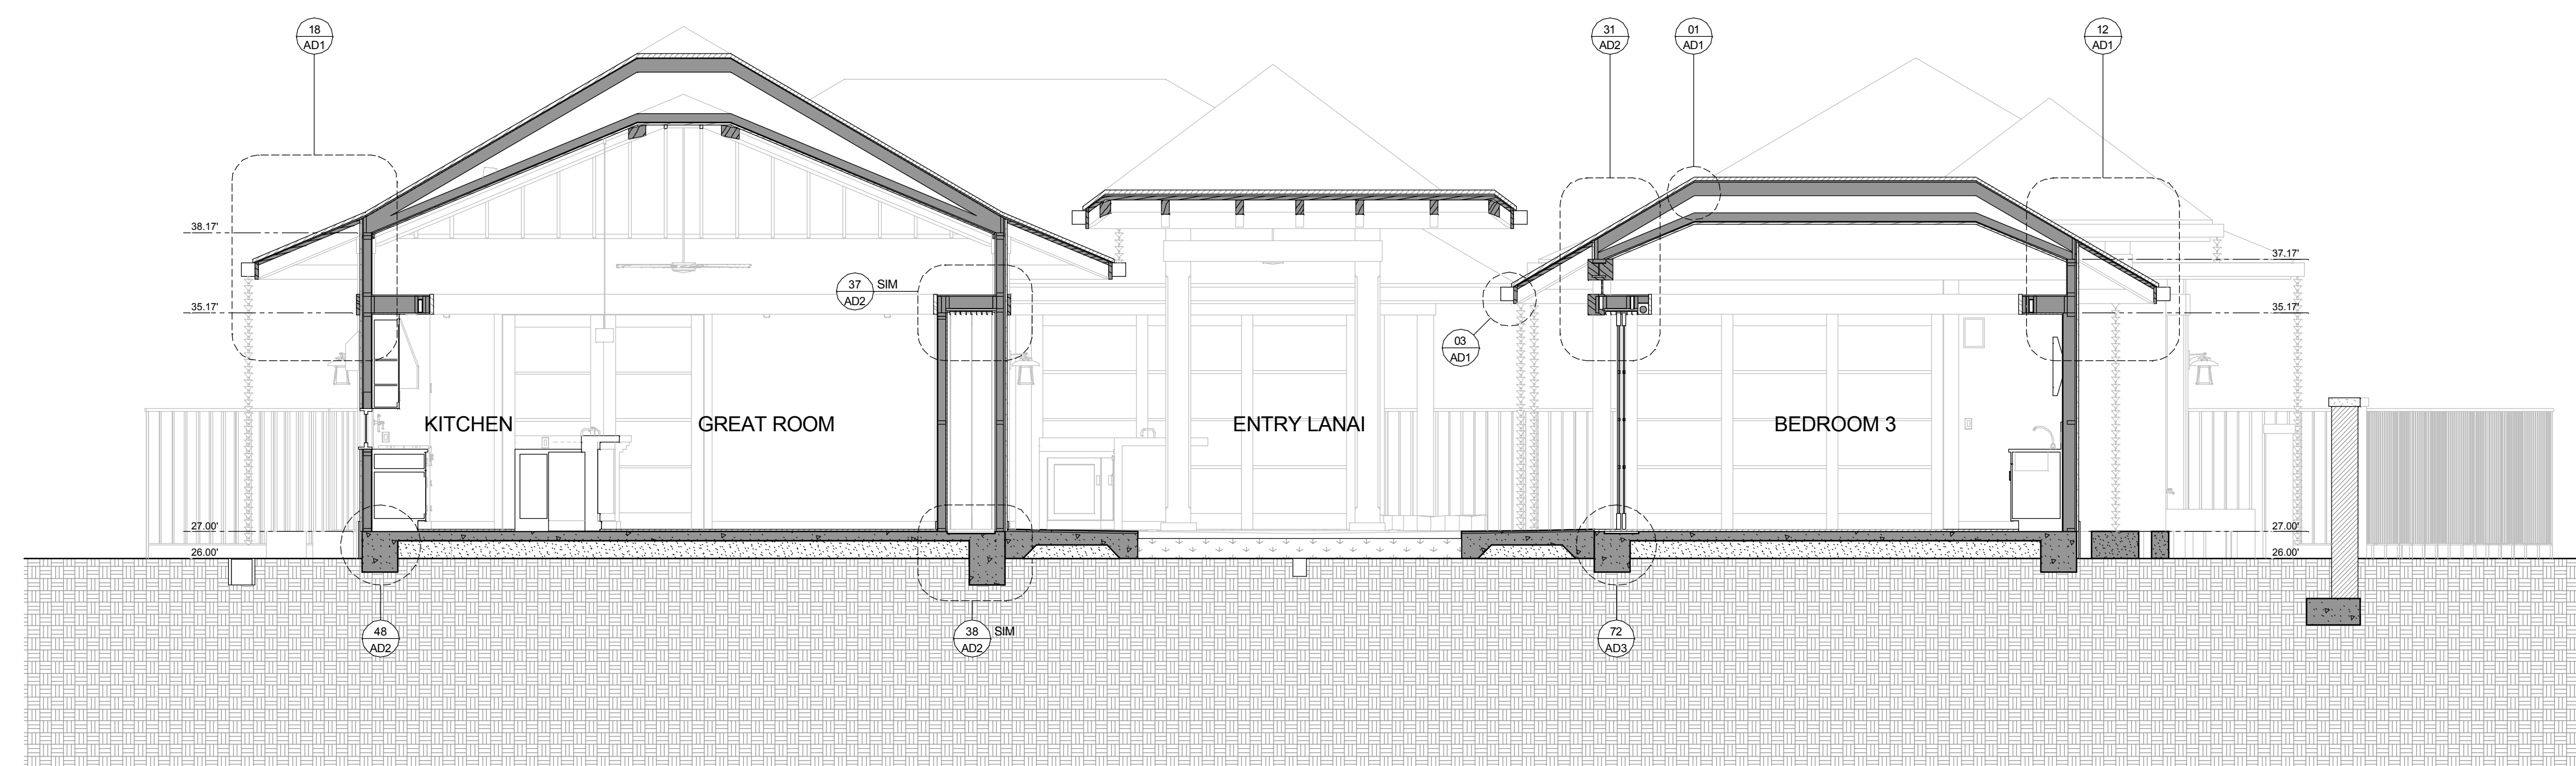 18
AD1
31
AD2
01
AD1
12
AD1
38.17'
37.17'
37
AD2
SIM
35.17'
35.17'
03
AD1
KITCHEN
GREAT ROOM
ENTRY LANAI
BEDROOM 3
27.00'
27.00'
26.00'
26.00'
48
AD2
38
AD2
SIM
72
AD3